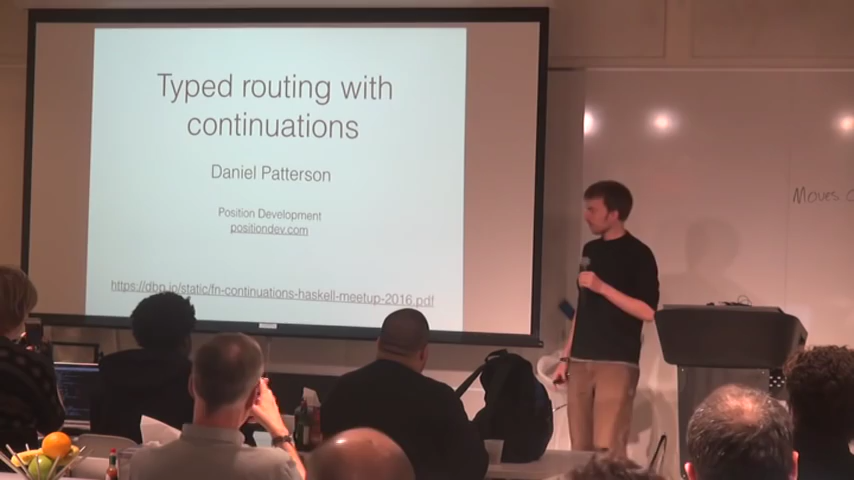 Typed routing with
continuations
Daniel Patterson
Position Development
positiondev.com
https://dbp.io/static/fn-continuations-haskell-meetup-2016.pdf
Moves